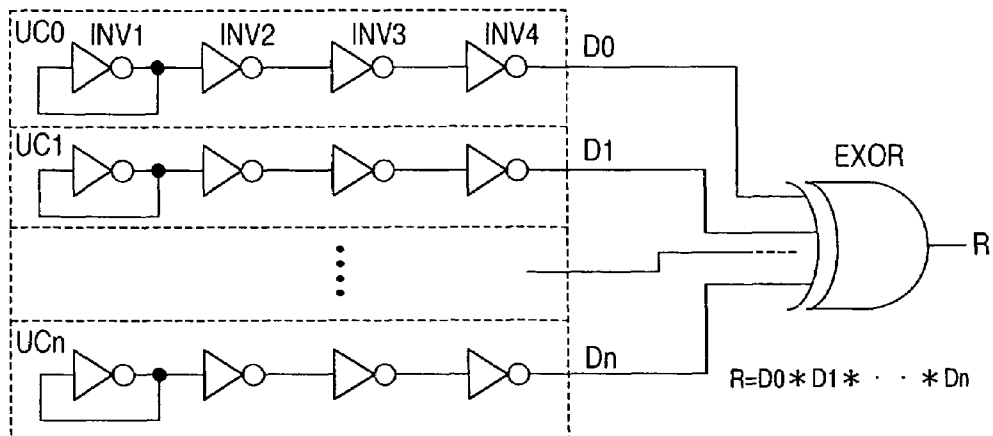 UC0 INV1 INV2 INV3 INV4 D0
UC1 D1
EXOR
R
UCn Dn
R=D0*D1* · · · *Dn